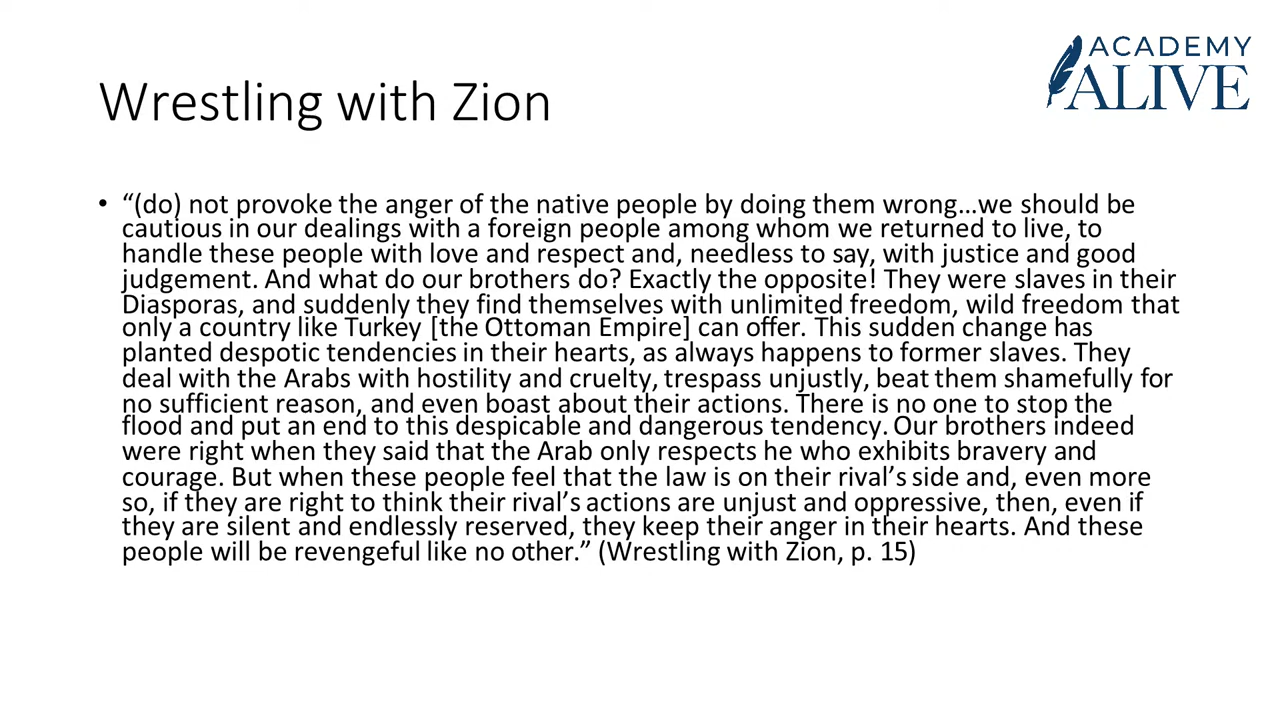 ACADEMY
ALIVE
Wrestling with Zion
• “(do) not provoke the anger of the native people by doing them wrong…we should be
cautious in our dealings with a foreign people among whom we returned to live, to
handle these people with love and respect and, needless to say, with justice and good
judgement. And what do our brothers do? Exactly the opposite! They were slaves in their
Diasporas, and suddenly they find themselves with unlimited freedom, wild freedom that
only a country like Turkey [the Ottoman Empire] can offer. This sudden change has
planted despotic tendencies in their hearts, as always happens to former slaves. They
deal with the Arabs with hostility and cruelty, trespass unjustly, beat them shamefully for
no sufficient reason, and even boast about their actions. There is no one to stop the
flood and put an end to this despicable and dangerous tendency. Our brothers indeed
were right when they said that the Arab only respects he who exhibits bravery and
courage. But when these people feel that the law is on their rival’s side and, even more
so, if they are right to think their rival’s actions are unjust and oppressive, then, even if
they are silent and endlessly reserved, they keep their anger in their hearts. And these
people will be revengeful like no other.” (Wrestling with Zion, p. 15)